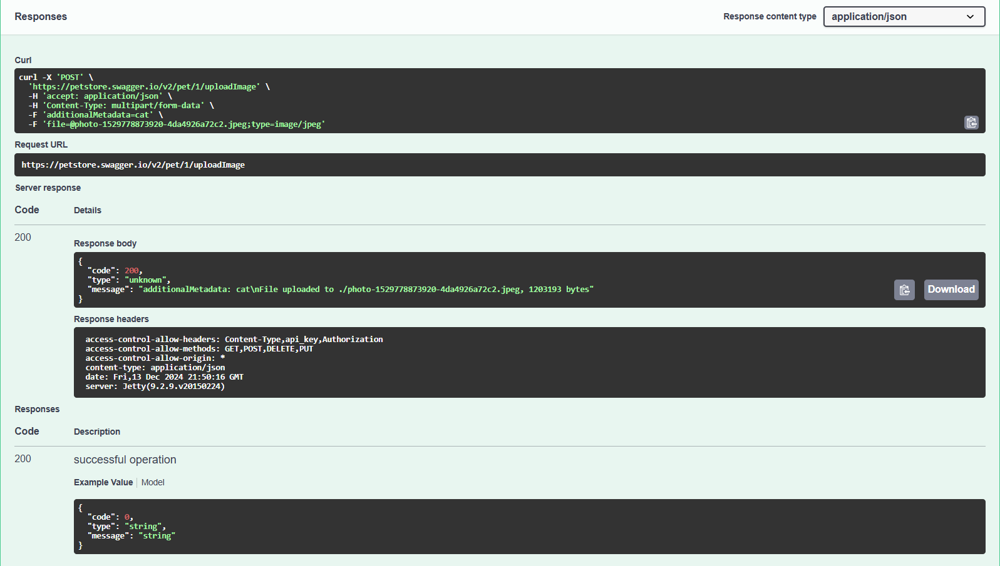 Responses
Response content type
application/json
Curl
curl -X 'POST' \
  'https://petstore.swagger.io/v2/pet/1/uploadImage' \
  -H 'accept: application/json' \
  -H 'Content-Type: multipart/form-data' \
  -F 'additionalMetadata=cat' \
  -F 'file=@photo-1529778873920-4da4926a72c2.jpeg;type=image/jpeg'
Request URL
https://petstore.swagger.io/v2/pet/1/uploadImage
Server response
Code Details
200
Response body
{
  "code": 200,
  "type": "unknown",
  "message": "additionalMetadata: cat\nFile uploaded to ./photo-1529778873920-4da4926a72c2.jpeg, 1203193 bytes"
}
Download
Response headers
access-control-allow-headers: Content-Type,api_key,Authorization
access-control-allow-methods: GET,POST,DELETE,PUT
access-control-allow-origin: *
content-type: application/json
date: Fri,13 Dec 2024 21:50:16 GMT
server: Jetty(9.2.9.v20150224)
Responses
Code Description
200 successful operation
Example Value Model
{
  "code": 0,
  "type": "string",
  "message": "string"
}